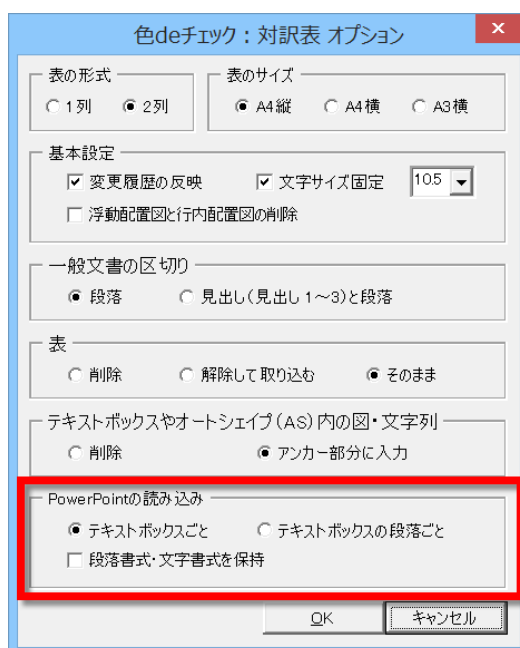 色deチェック：対訳表 オプション
表の形式 表のサイズ
1列 2列 A4縦 A4横 A3横
基本設定
変更履歴の反映 文字サイズ固定 10.5
浮動配置図と行内配置図の削除
一般文書の区切り
段落 見出し(見出し1～3)と段落
表
削除 解除して取り込む そのまま
テキストボックスやオートシェイプ(AS)内の図・文字列
削除 アンカー部分に入力
PowerPointの読み込み
テキストボックスごと テキストボックスの段落ごと
段落書式・文字書式を保持
OK キャンセル